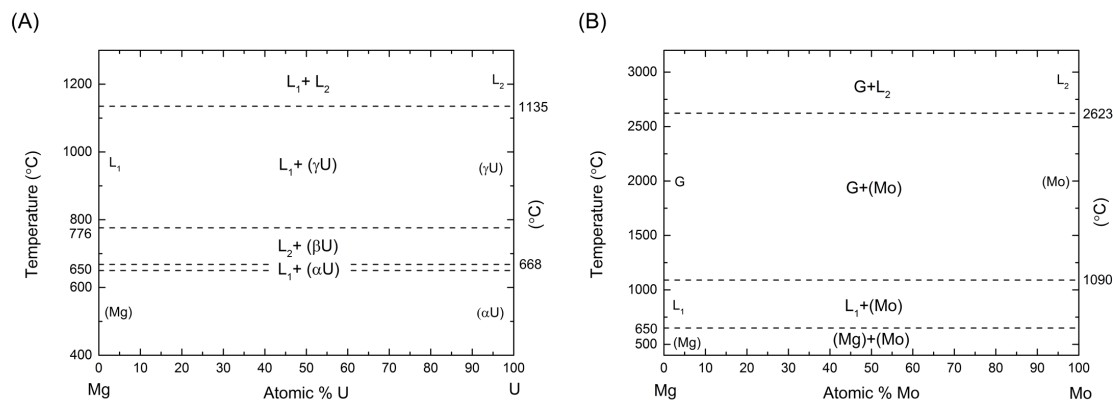 (A)
1200
1000
800
776
650
600
400
Temperature (°C)
L₁+ L₂
L₂
1135
L₁
L₁+ (γU)
(γU)
(°C)
L₂+ (βU)
L₁+ (αU)
668
(Mg)
(αU)
0 10 20 30 40 50 60 70 80 90 100
Mg Atomic % U U
(B)
3000
2500
2000
1500
1000
650
500
Temperature (°C)
G+L₂
L₂
2623
G
G+(Mo)
(Mo)
(°C)
1090
L₁
L₁+(Mo)
(Mg)
(Mg)+(Mo)
0 10 20 30 40 50 60 70 80 90 100
Mg Atomic % Mo Mo